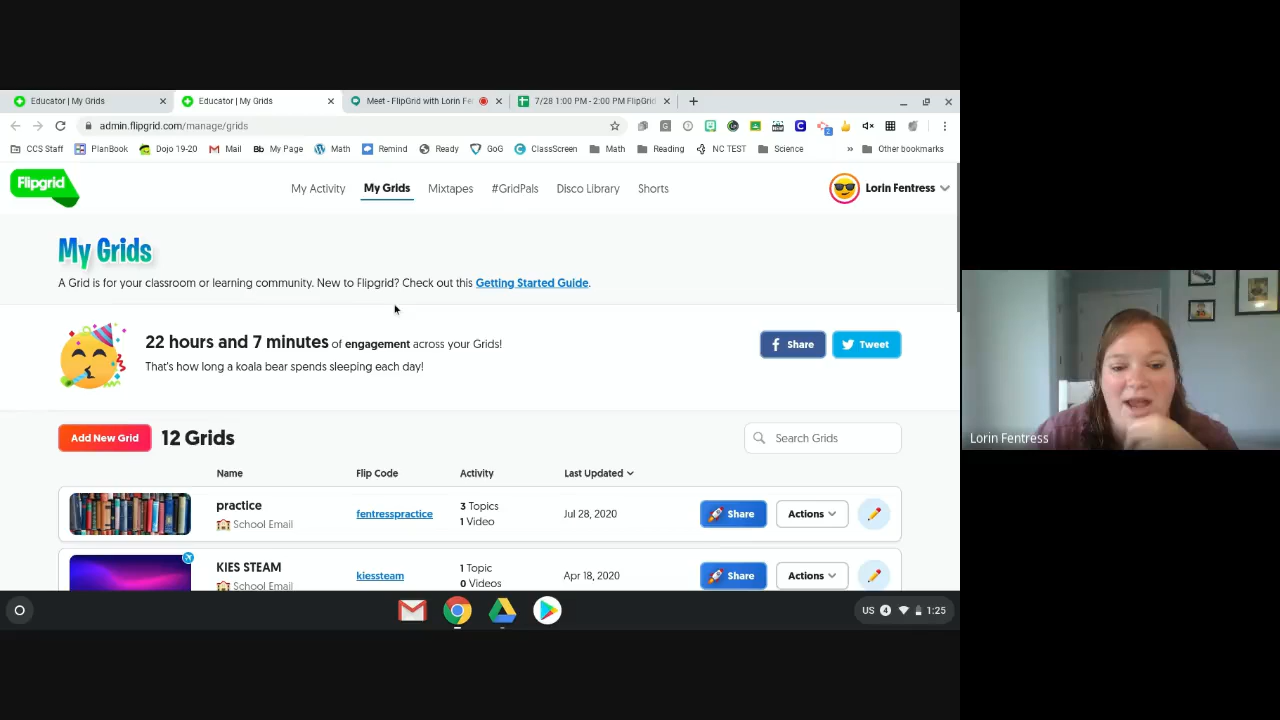 Educator | My Grids
Educator | My Grids
Meet - FlipGrid with Lorin Fe
7/28 1:00 PM - 2:00 PM FlipGrid
admin.flipgrid.com/manage/grids
CCS Staff PlanBook Dojo 19-20 Mail Bb My Page Math Remind Ready GoG ClassScreen Math Reading NC TEST Science » Other bookmarks
Flipgrid My Activity My Grids Mixtapes #GridPals Disco Library Shorts Lorin Fentress
My Grids
A Grid is for your classroom or learning community. New to Flipgrid? Check out this Getting Started Guide.
22 hours and 7 minutes of engagement across your Grids! Share Tweet
That's how long a koala bear spends sleeping each day!
Add New Grid 12 Grids Search Grids
Name Flip Code Activity Last Updated
practice fentresspractice 3 Topics Jul 28, 2020 Share Actions
School Email 1 Video
KIES STEAM kiessteam 1 Topic Apr 18, 2020 Share Actions
School Email 0 Videos
US 4 1:25
Lorin Fentress